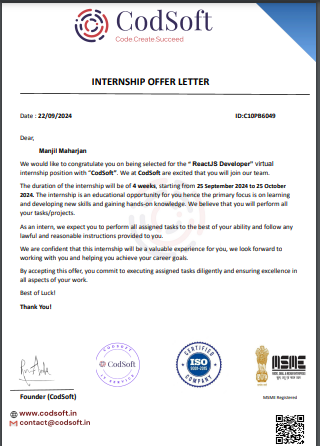 CodSoft
Code Create Succeed
INTERNSHIP OFFER LETTER
Date : 22/09/2024 ID:C10PB6049
Dear,
Manjil Maharjan
We would like to congratulate you on being selected for the " ReactJS Developer" virtual
internship position with "CodSoft". We at CodSoft are excited that you will join our team.
The duration of the internship will be of 4 weeks, starting from 25 September 2024 to 25 October
2024. The internship is an educational opportunity for you hence the primary focus is on learning
and developing new skills and gaining hands-on knowledge. We believe that you will perform all
your tasks/projects.
As an intern, we expect you to perform all assigned tasks to the best of your ability and follow any
lawful and reasonable instructions provided to you.
We are confident that this internship will be a valuable experience for you, we look forward to
working with you and helping you achieve your career goals.
By accepting this offer, you commit to executing assigned tasks diligently and ensuring excellence in
all aspects of your work.
Best of Luck!
Thank You!
CODSOFT
CodSoft
IT SERVICE
CERTIFIED
ISO
9001:2015
COMPANY
MSME
Founder (CodSoft)
MSME Registered
www.codsoft.in
contact@codsoft.in